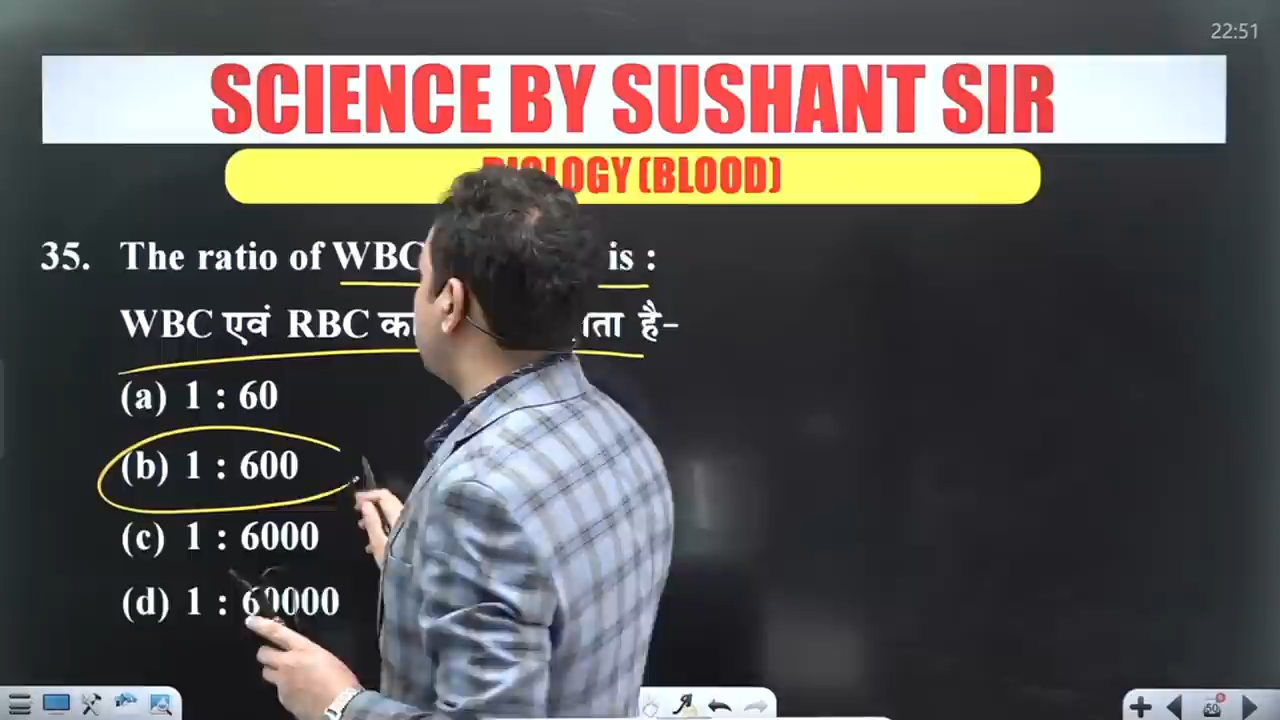 22:51
SCIENCE BY SUSHANT SIR
(BLOOD)
35. The ratio of WBC is :
WBC एवं RBC है-
(a) 1 : 60
(b) 1 : 600
(c) 1 : 6000
(d) 1 : 60000